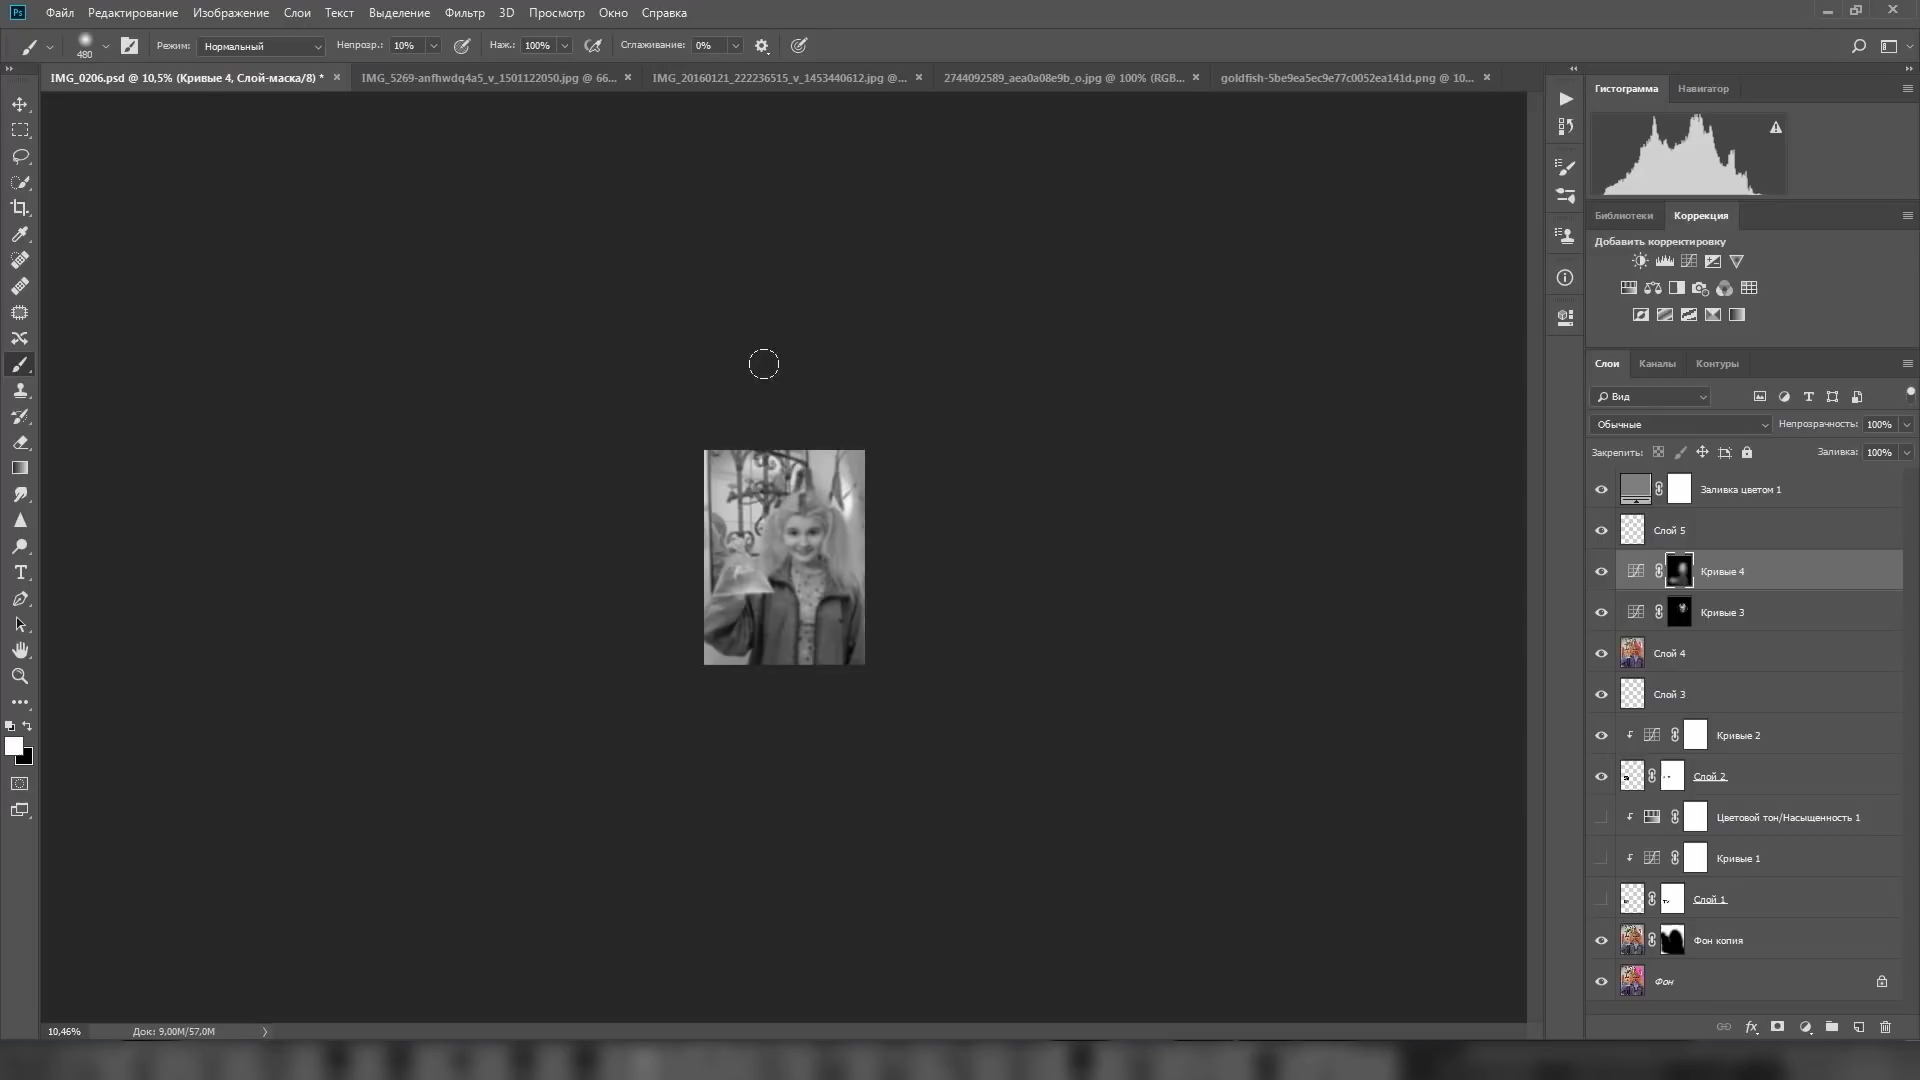 Ps Файл Редактирование Изображение Слои Текст Выделение Фильтр 3D Просмотр Окно Справка
480 Режим: Нормальный Непрозр.: 10% Наж.: 100% Сглаживание: 0%
IMG_0206.psd @ 10,5% (Кривые 4, Слой-маска/8) * IMG_5269-anfhwdq4a5_v_1501122050.jpg @ 66... IMG_20160121_222236515_v_1453440612.jpg @... 2744092589_aea0a08e9b_o.jpg @ 100% (RGB... goldfish-5be9ea5ec9e77c0052ea141d.png @ 10...
Гистограмма Навигатор
Библиотеки Коррекция
Добавить корректировку
Слои Каналы Контуры
Вид
Обычные Непрозрачность: 100%
Закрепить: Заливка: 100%
Заливка цветом 1
Слой 5
Кривые 4
Кривые 3
Слой 4
Слой 3
Кривые 2
Слой 2
Цветовой тон/Насыщенность 1
Кривые 1
Слой 1
Фон копия
Фон
10,46% Док: 9,00M/57,0M